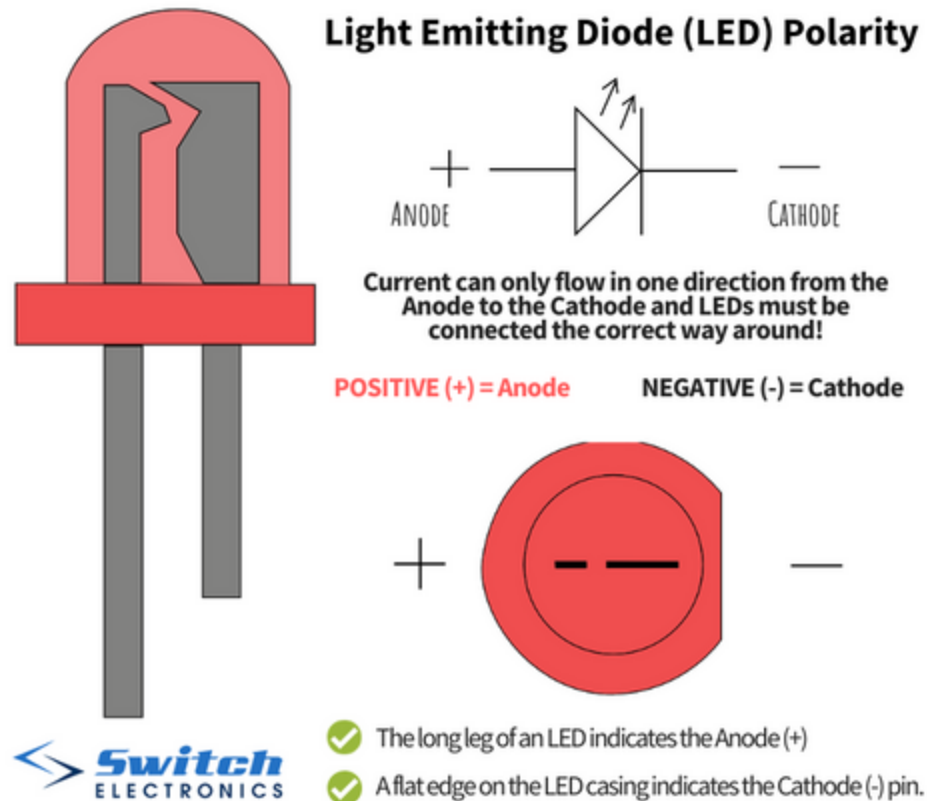 Light Emitting Diode (LED) Polarity
+
—
ANODE
CATHODE
Current can only flow in one direction from the
Anode to the Cathode and LEDs must be
connected the correct way around!
POSITIVE (+) = Anode
NEGATIVE (-) = Cathode
+
—
The long leg of an LED indicates the Anode (+)
A flat edge on the LED casing indicates the Cathode (-) pin.
Switch
ELECTRONICS